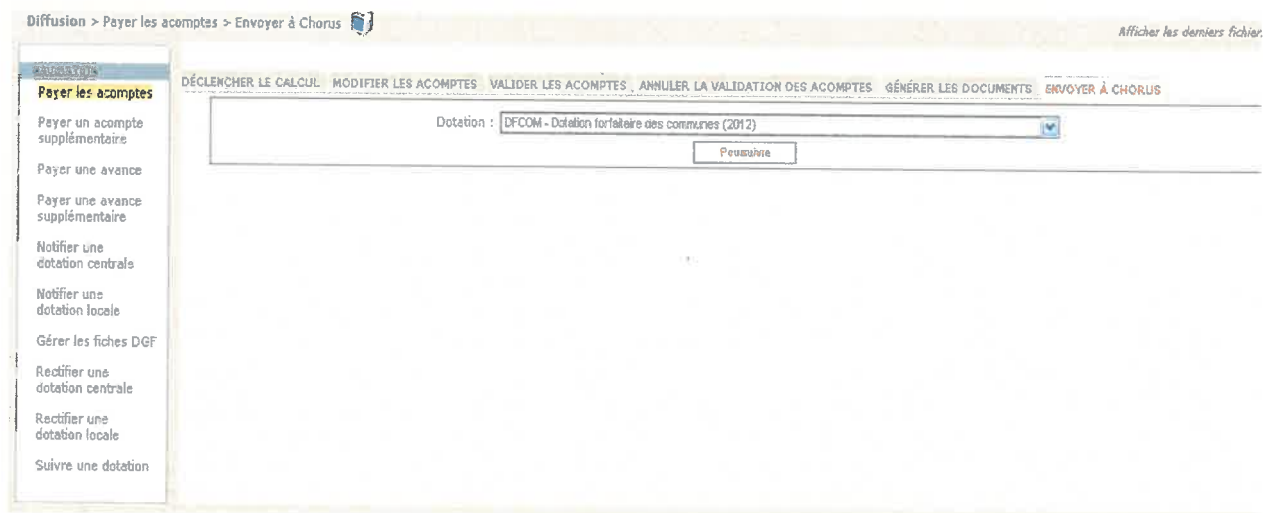 Diffusion > Payer les acomptes > Envoyer à Chorus
Afficher les derniers fichier
Payer les acomptes
Payer un acompte
supplémentaire
Payer une avance
Payer une avance
supplémentaire
Notifier une
dotation centrale
Notifier une
dotation locale
Gérer les fiches DGF
Rectifier une
dotation centrale
Rectifier une
dotation locale
Suivre une dotation
DÉCLENCHER LE CALCUL MODIFIER LES ACOMPTES VALIDER LES ACOMPTES ANNULER LA VALIDATION DES ACOMPTES GÉNÉRER LES DOCUMENTS ENVOYER À CHORUS
Dotation : DFCOM - Dotation forfaitaire des communes (2012)
Poursuivre